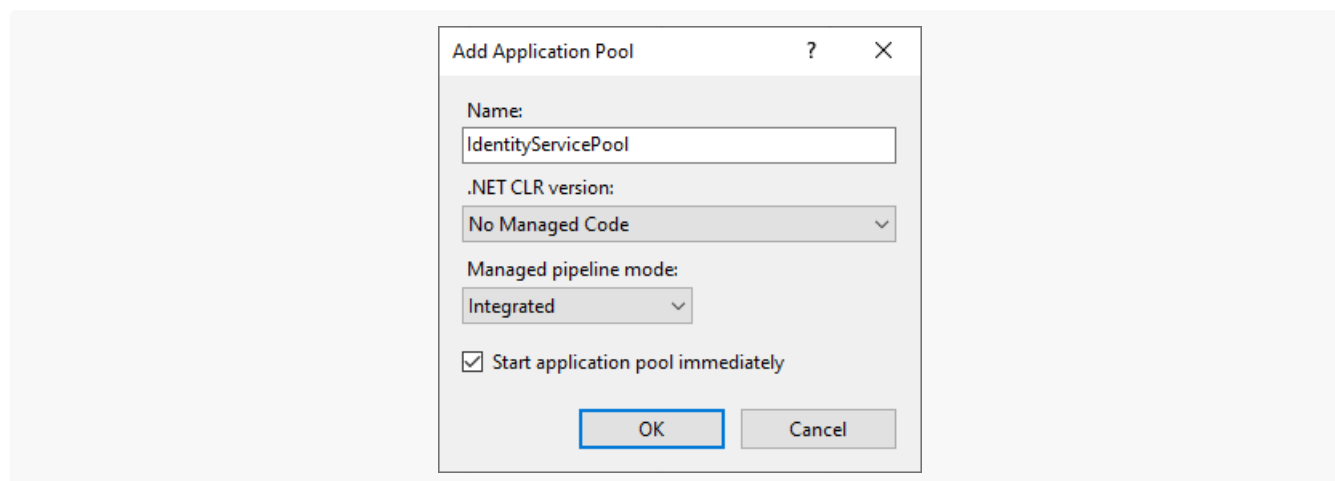 Add Application Pool ?
Name:
IdentityServicePool
.NET CLR version:
No Managed Code
Managed pipeline mode:
Integrated
Start application pool immediately
OK Cancel